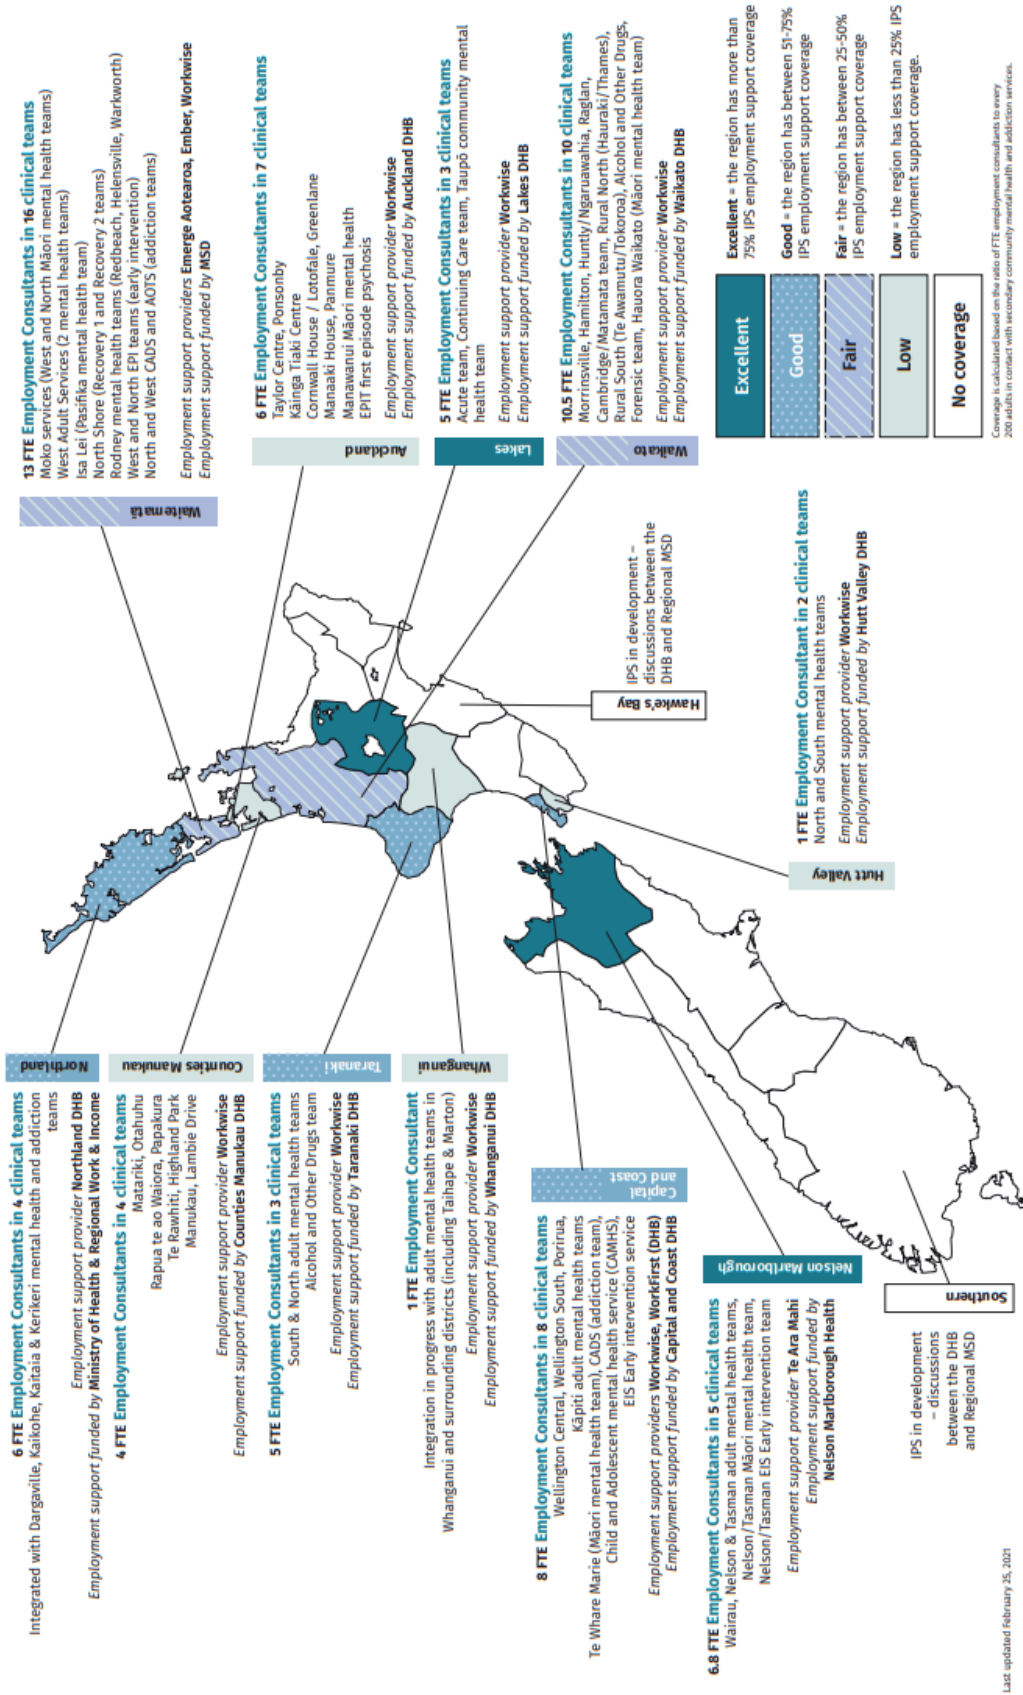 6 FTE Employment Consultants in 4 clinical teams
Integrated with Dargaville, Kaikohe, Kaitaia & Kerikeri mental health and addiction
teams
Employment support provider Northland DHB
Employment support funded by Ministry of Health & Regional Work & Income
Northland
4 FTE Employment Consultants in 4 clinical teams
Matariki, Otahuhu
Rapua te ao Waiora, Papakura
Te Rawhiti, Highland Park
Manukau, Lambie Drive
Employment support provider Workwise
Employment support funded by Counties Manukau DHB
Counties Manukau
5 FTE Employment Consultants in 3 clinical teams
South & North adult mental health teams
Alcohol and Other Drugs team
Employment support provider Workwise
Employment support funded by Taranaki DHB
Taranaki
1 FTE Employment Consultant
Integration in progress with adult mental health teams in
Whanganui and surrounding districts (including Taihape & Marton)
Employment support provider Workwise
Employment support funded by Whanganui DHB
Whanganui
8 FTE Employment Consultants in 8 clinical teams
Wellington Central, Wellington South, Porirua,
Kāpiti adult mental health teams
Te Whare Marie (Māori mental health team), CADS (addiction team),
Child and Adolescent mental health service (CAMHS),
EIS Early intervention service
Employment support providers Workwise, WorkFirst (DHB)
Employment support funded by Capital and Coast DHB
Capital
and Coast
6.8 FTE Employment Consultants in 5 clinical teams
Wairau, Nelson & Tasman adult mental health teams,
Nelson/Tasman Māori mental health team,
Nelson/Tasman EIS Early intervention team
Employment support provider Te Ara Mahi
Employment support funded by
Nelson Marlborough Health
Nelson Marlborough
IPS in development
– discussions
between the DHB
and Regional MSD
Southern
Last updated February 25, 2021
13 FTE Employment Consultants in 16 clinical teams
Moko services (West and North Māori mental health teams)
West Adult Services (2 mental health teams)
Isa Lei (Pasifika mental health team)
North Shore (Recovery 1 and Recovery 2 teams)
Rodney mental health teams (Redbeach, Helensville, Warkworth)
West and North EPI teams (early intervention)
North and West CADS and AOTS (addiction teams)
Employment support providers Emerge Aotearoa, Ember, Workwise
Employment support funded by MSD
Waitematā
6 FTE Employment Consultants in 7 clinical teams
Taylor Centre, Ponsonby
Kāinga Tiaki Centre
Cornwall House / Lotofale, Greenlane
Manaaki House, Panmure
Manawanui Māori mental health
EPIT first episode psychosis
Employment support provider Workwise
Employment support funded by Auckland DHB
Auckland
5 FTE Employment Consultants in 3 clinical teams
Acute team, Continuing Care team, Taupō community mental
health team
Employment support provider Workwise
Employment support funded by Lakes DHB
Lakes
10.5 FTE Employment Consultants in 10 clinical teams
Morrinsville, Hamilton, Huntly/Ngaruawahia, Raglan,
Cambridge/Matamata team, Rural North (Hauraki/Thames),
Rural South (Te Awamutu/Tokoroa), Alcohol and Other Drugs,
Forensic team, Hauora Waikato (Māori mental health team)
Employment support provider Workwise
Employment support funded by Waikato DHB
Waikato
IPS in development –
discussions between the
DHB and Regional MSD
Hawke's Bay
1 FTE Employment Consultant in 2 clinical teams
North and South mental health teams
Employment support provider Workwise
Employment support funded by Hutt Valley DHB
Hutt Valley
Excellent
Excellent = the region has more than
75% IPS employment support coverage
Good
Good = the region has between 51-75%
IPS employment support coverage
Fair
Fair = the region has between 25-50%
IPS employment support coverage
Low
Low = the region has less than 25% IPS
employment support coverage.
No coverage
Coverage is calculated based on the ratio of FTE employment consultants to every
200 adults in contact with secondary community mental health and addiction services.